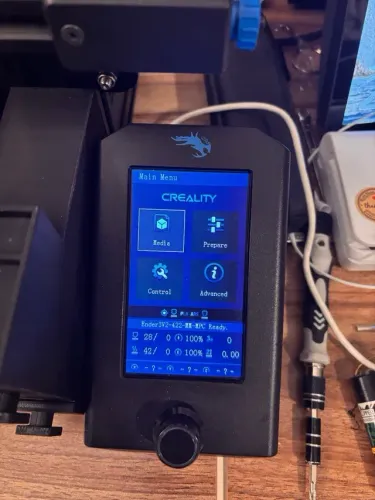 Main Menu
CREALITY
Media Prepare
Control Advanced
Ender3V2-422-MM-MPC Ready.
28/ 0 100% 0
42/ 0 100% 0.00
-?- -?- -?-